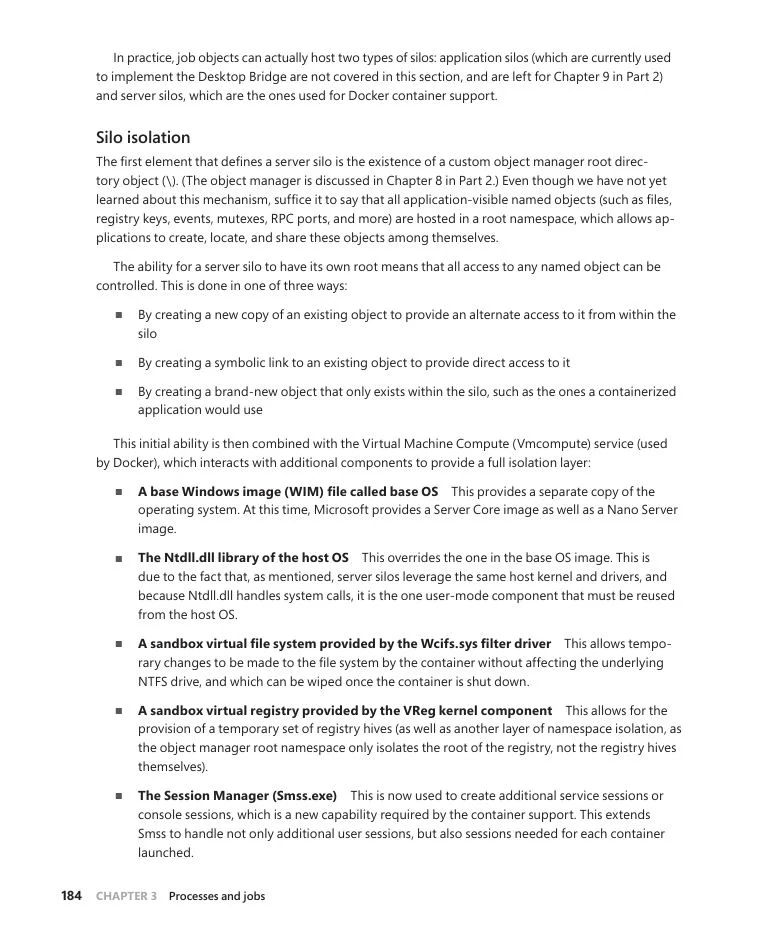 In practice, job objects can actually host two types of silos: application silos (which are currently used
to implement the Desktop Bridge are not covered in this section, and are left for Chapter 9 in Part 2)
and server silos, which are the ones used for Docker container support.
Silo isolation
The first element that defines a server silo is the existence of a custom object manager root direc-
tory object (\). (The object manager is discussed in Chapter 8 in Part 2.) Even though we have not yet
learned about this mechanism, suffice it to say that all application-visible named objects (such as files,
registry keys, events, mutexes, RPC ports, and more) are hosted in a root namespace, which allows ap-
plications to create, locate, and share these objects among themselves.
The ability for a server silo to have its own root means that all access to any named object can be
controlled. This is done in one of three ways:
■ By creating a new copy of an existing object to provide an alternate access to it from within the
silo
■ By creating a symbolic link to an existing object to provide direct access to it
■ By creating a brand-new object that only exists within the silo, such as the ones a containerized
application would use
This initial ability is then combined with the Virtual Machine Compute (Vmcompute) service (used
by Docker), which interacts with additional components to provide a full isolation layer:
■ A base Windows image (WIM) file called base OS This provides a separate copy of the
operating system. At this time, Microsoft provides a Server Core image as well as a Nano Server
image.
■ The Ntdll.dll library of the host OS This overrides the one in the base OS image. This is
due to the fact that, as mentioned, server silos leverage the same host kernel and drivers, and
because Ntdll.dll handles system calls, it is the one user-mode component that must be reused
from the host OS.
■ A sandbox virtual file system provided by the Wcifs.sys filter driver This allows tempo-
rary changes to be made to the file system by the container without affecting the underlying
NTFS drive, and which can be wiped once the container is shut down.
■ A sandbox virtual registry provided by the VReg kernel component This allows for the
provision of a temporary set of registry hives (as well as another layer of namespace isolation, as
the object manager root namespace only isolates the root of the registry, not the registry hives
themselves).
■ The Session Manager (Smss.exe) This is now used to create additional service sessions or
console sessions, which is a new capability required by the container support. This extends
Smss to handle not only additional user sessions, but also sessions needed for each container
launched.
184 CHAPTER 3 Processes and jobs